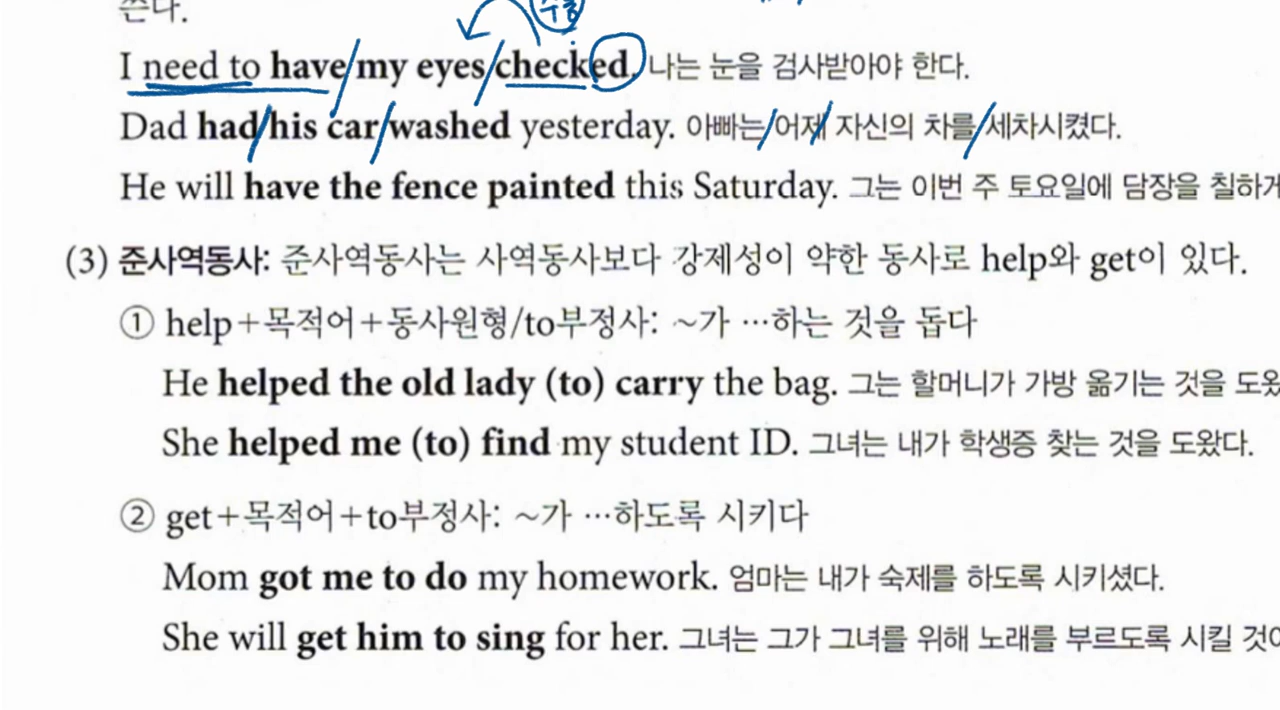 쓴다.
수동
I need to have my eyes checked. 나는 눈을 검사받아야 한다.
Dad had his car washed yesterday. 아빠는 어제 자신의 차를 세차시켰다.
He will have the fence painted this Saturday. 그는 이번 주 토요일에 담장을 칠하게
(3) 준사역동사: 준사역동사는 사역동사보다 강제성이 약한 동사로 help와 get이 있다.
① help+목적어+동사원형/to부정사: ~가 …하는 것을 돕다
He helped the old lady (to) carry the bag. 그는 할머니가 가방 옮기는 것을 도왔
She helped me (to) find my student ID. 그녀는 내가 학생증 찾는 것을 도왔다.
② get+목적어+to부정사: ~가 …하도록 시키다
Mom got me to do my homework. 엄마는 내가 숙제를 하도록 시키셨다.
She will get him to sing for her. 그녀는 그가 그녀를 위해 노래를 부르도록 시킬 것이